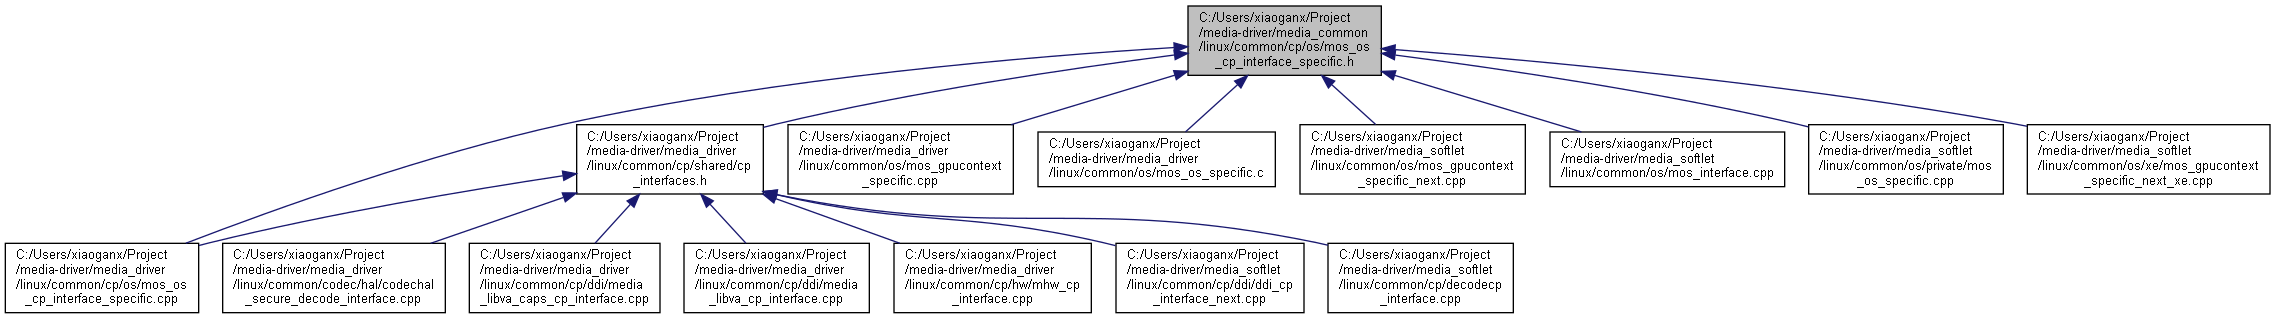 C:/Users/xiaoganx/Project
/media-driver/media_common
/linux/common/cp/os/mos_os
_cp_interface_specific.h
C:/Users/xiaoganx/Project
/media-driver/media_driver
/linux/common/cp/shared/cp
_interfaces.h
C:/Users/xiaoganx/Project
/media-driver/media_driver
/linux/common/os/mos_gpucontext
_specific.cpp
C:/Users/xiaoganx/Project
/media-driver/media_driver
/linux/common/os/mos_os_specific.c
C:/Users/xiaoganx/Project
/media-driver/media_softlet
/linux/common/os/mos_gpucontext
_specific_next.cpp
C:/Users/xiaoganx/Project
/media-driver/media_softlet
/linux/common/os/mos_interface.cpp
C:/Users/xiaoganx/Project
/media-driver/media_softlet
/linux/common/os/private/mos
_os_specific.cpp
C:/Users/xiaoganx/Project
/media-driver/media_softlet
/linux/common/os/xe/mos_gpucontext
_specific_next_xe.cpp
C:/Users/xiaoganx/Project
/media-driver/media_driver
/linux/common/cp/os/mos_os
_cp_interface_specific.cpp
C:/Users/xiaoganx/Project
/media-driver/media_driver
/linux/common/codec/hal/codechal
_secure_decode_interface.cpp
C:/Users/xiaoganx/Project
/media-driver/media_driver
/linux/common/cp/ddi/media
_libva_caps_cp_interface.cpp
C:/Users/xiaoganx/Project
/media-driver/media_driver
/linux/common/cp/ddi/media
_libva_cp_interface.cpp
C:/Users/xiaoganx/Project
/media-driver/media_driver
/linux/common/cp/hw/mhw_cp
_interface.cpp
C:/Users/xiaoganx/Project
/media-driver/media_softlet
/linux/common/cp/ddi/ddi_cp
_interface_next.cpp
C:/Users/xiaoganx/Project
/media-driver/media_softlet
/linux/common/cp/decodecp
_interface.cpp